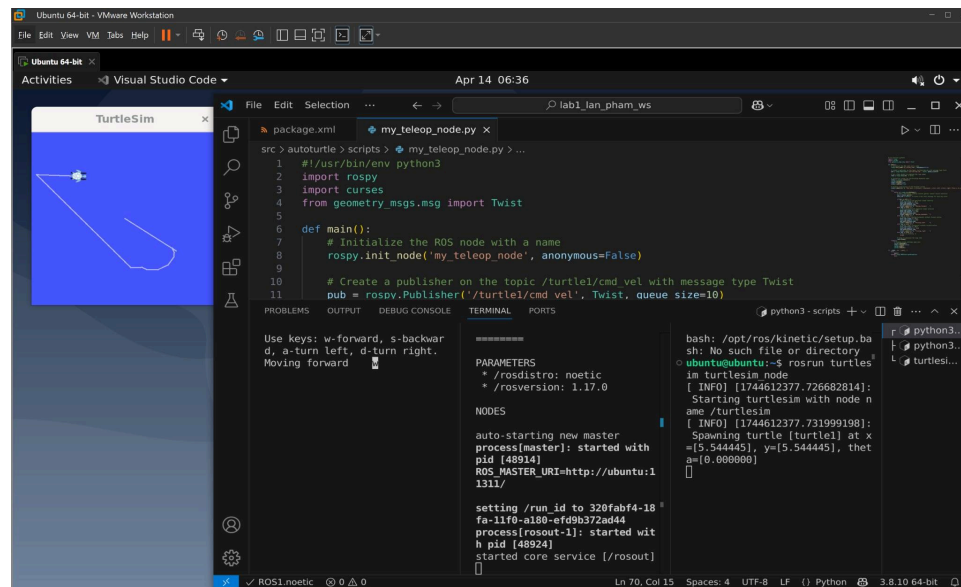 Ubuntu 64-bit - VMware Workstation
File Edit View VM Tabs Help
Ubuntu 64-bit ×
Activities Visual Studio Code Apr 14 06:36
TurtleSim ×
File Edit Selection ··· ← → lab1_lan_pham_ws
package.xml my_teleop_node.py ×
src > autoturtle > scripts > my_teleop_node.py > ...
1 #!/usr/bin/env python3
2 import rospy
3 import curses
4 from geometry_msgs.msg import Twist
5
6 def main():
7 # Initialize the ROS node with a name
8 rospy.init_node('my_teleop_node', anonymous=False)
9
10 # Create a publisher on the topic /turtle1/cmd_vel with message type Twist
11 pub = rospy.Publisher('/turtle1/cmd_vel', Twist, queue_size=10)
PROBLEMS OUTPUT DEBUG CONSOLE TERMINAL PORTS python3 - scripts
Use keys: w-forward, s-backwar
d, a-turn left, d-turn right.
Moving forward w
========
PARAMETERS
* /rosdistro: noetic
* /rosversion: 1.17.0
NODES
auto-starting new master
process[master]: started with
pid [48914]
ROS_MASTER_URI=http://ubuntu:1
1311/
setting /run_id to 320fabf4-18
fa-11f0-a180-efd9b372ad44
process[rosout-1]: started wit
h pid [48924]
started core service [/rosout]
bash: /opt/ros/kinetic/setup.ba
sh: No such file or directory
ubuntu@ubuntu:~$ rosrun turtles
im turtlesim_node
[ INFO] [1744612377.726682814]:
Starting turtlesim with node n
ame /turtlesim
[ INFO] [1744612377.731999198]:
Spawning turtle [turtle1] at x
=[5.544445], y=[5.544445], thet
a=[0.000000]
python3...
python3...
turtlesi...
ROS1.noetic 0 0 Ln 70, Col 15 Spaces: 4 UTF-8 LF {} Python 3.8.10 64-bit